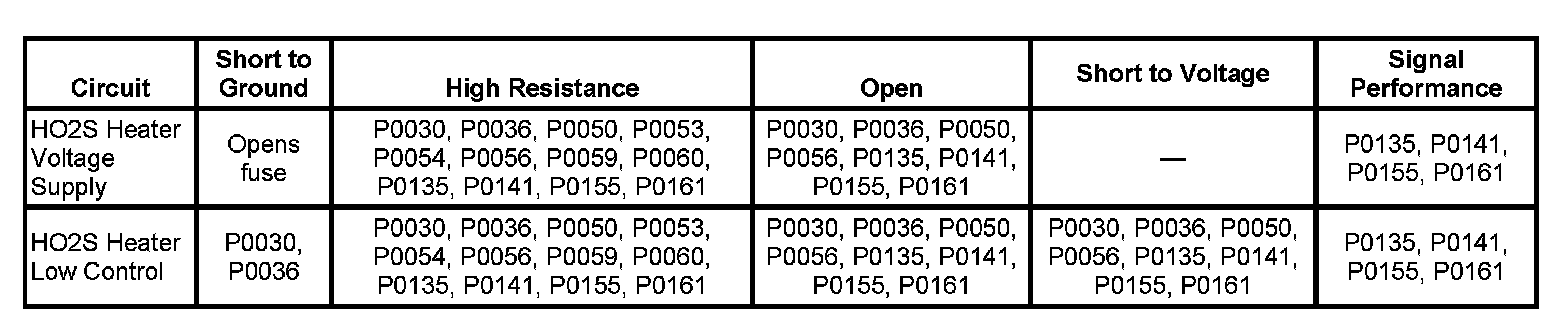 Circuit
Short to
Ground
High Resistance
Open
Short to Voltage
Signal
Performance
HO2S Heater
Voltage
Supply
Opens
fuse
P0030, P0036, P0050, P0053,
P0054, P0056, P0059, P0060,
P0135, P0141, P0155, P0161
P0030, P0036, P0050,
P0056, P0135, P0141,
P0155, P0161
—
P0135, P0141,
P0155, P0161
HO2S Heater
Low Control
P0030,
P0036
P0030, P0036, P0050, P0053,
P0054, P0056, P0059, P0060,
P0135, P0141, P0155, P0161
P0030, P0036, P0050,
P0056, P0135, P0141,
P0155, P0161
P0030, P0036, P0050,
P0056, P0135, P0141,
P0155, P0161
P0135, P0141,
P0155, P0161